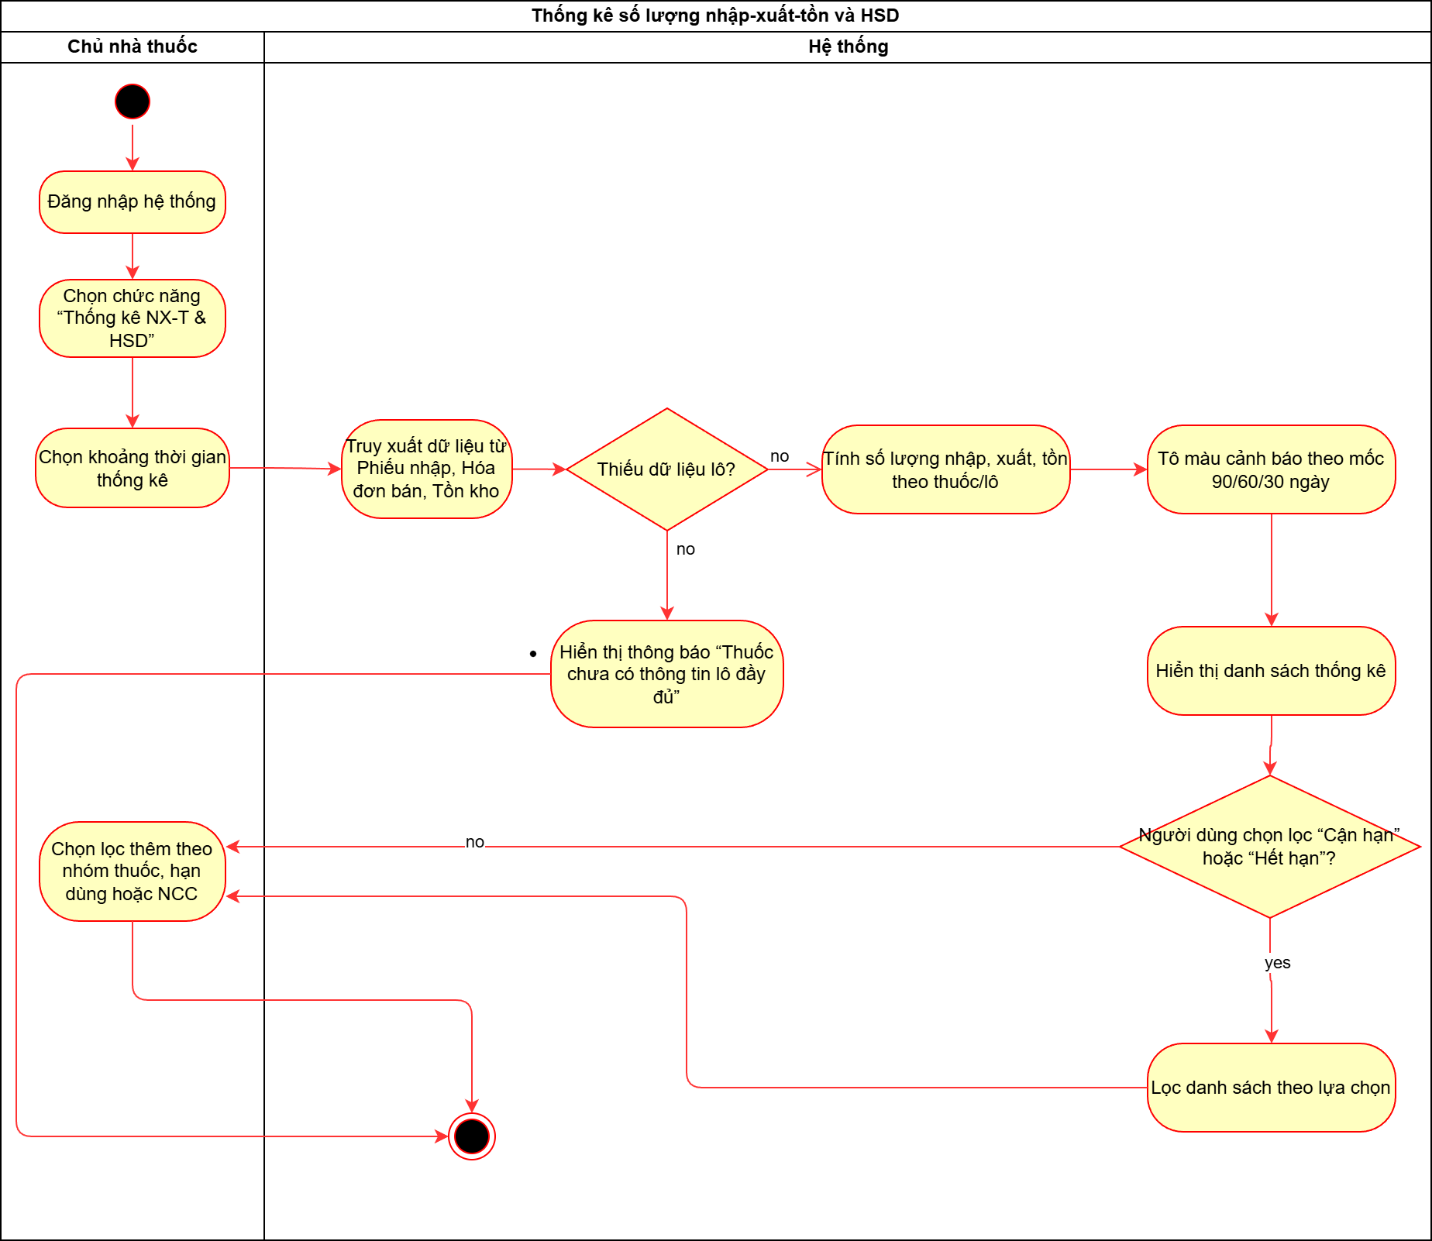 Thống kê số lượng nhập-xuất-tồn và HSD
Chủ nhà thuốc
Hệ thống
Đăng nhập hệ thống
Chọn chức năng
“Thống kê NX-T &
HSD”
Chọn khoảng thời gian
thống kê
Truy xuất dữ liệu từ
Phiếu nhập, Hóa
đơn bán, Tồn kho
Thiếu dữ liệu lô?
no
Tính số lượng nhập, xuất, tồn
theo thuốc/lô
Tô màu cảnh báo theo mốc
90/60/30 ngày
no
Hiển thị thông báo “Thuốc
chưa có thông tin lô đầy
đủ”
Hiển thị danh sách thống kê
Người dùng chọn lọc “Cận hạn”
hoặc “Hết hạn”?
no
Chọn lọc thêm theo
nhóm thuốc, hạn
dùng hoặc NCC
yes
Lọc danh sách theo lựa chọn